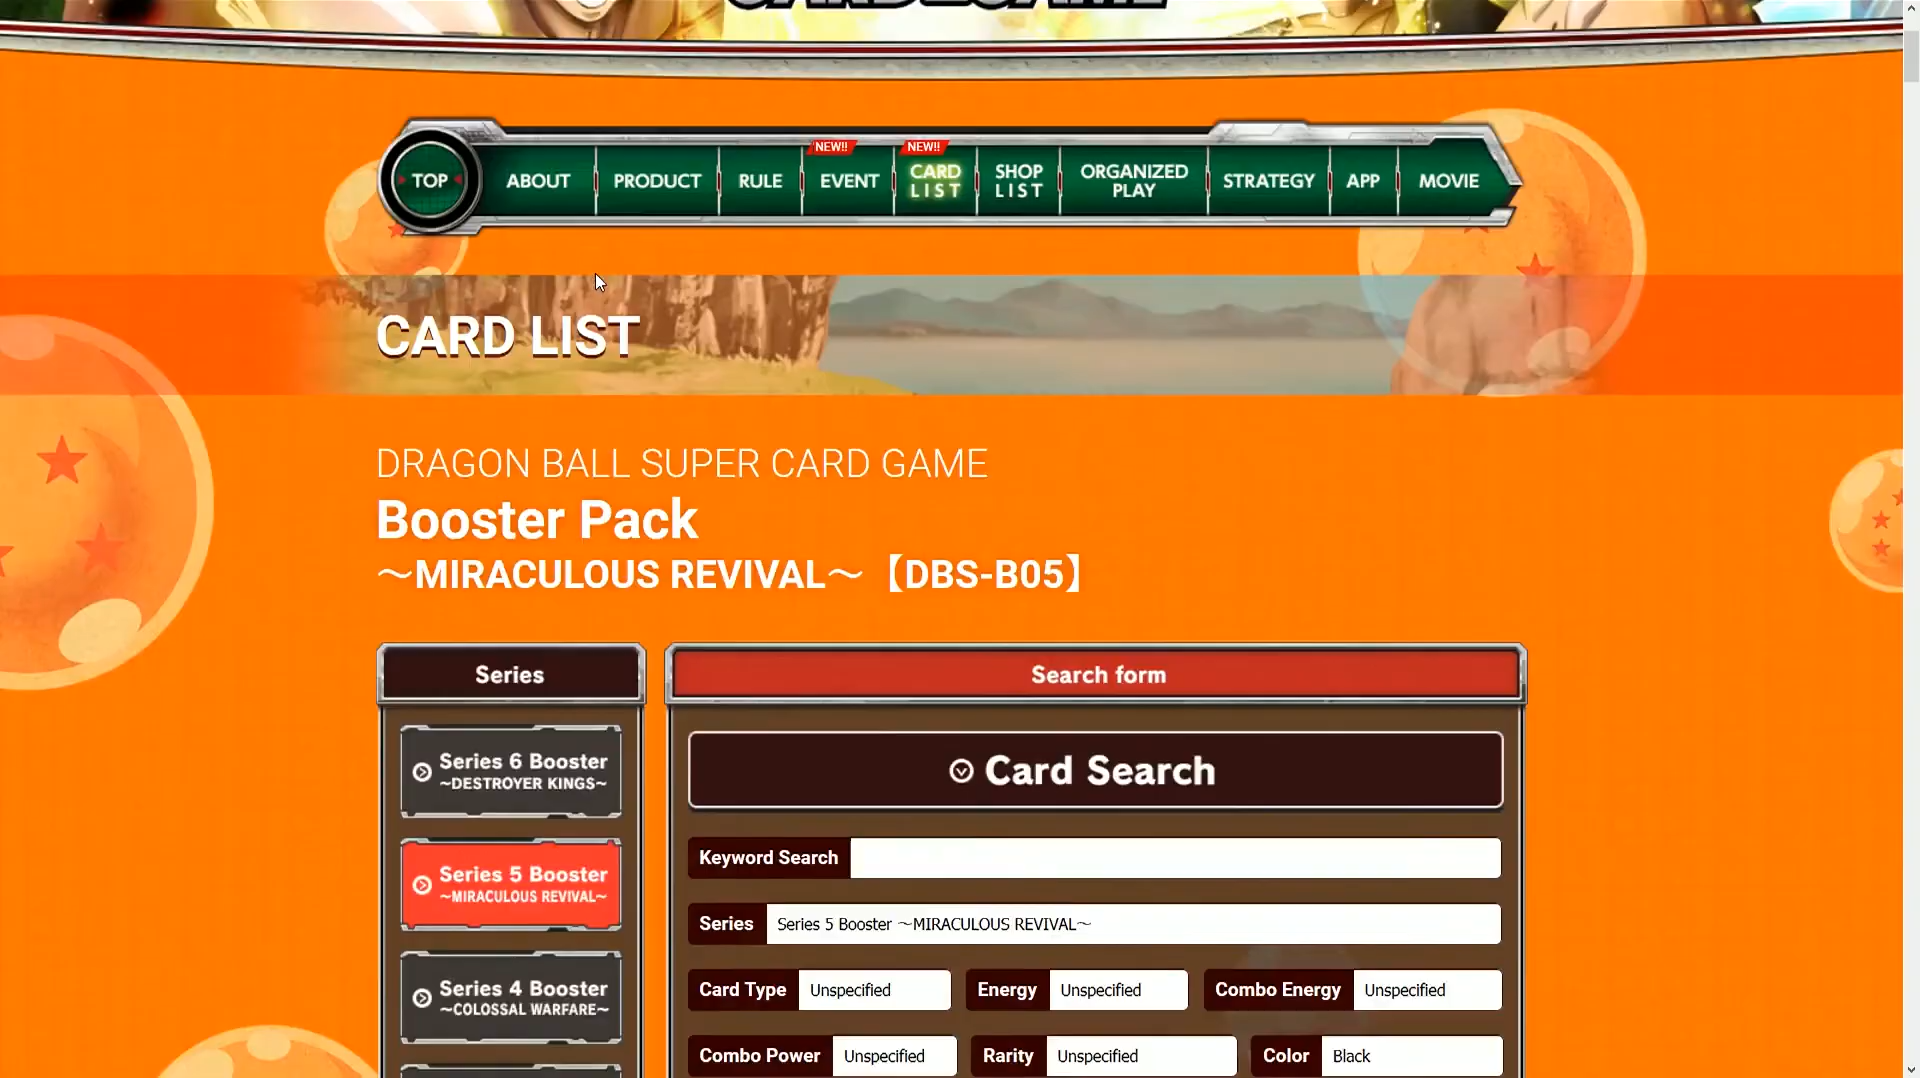 CARD GAME
TOP
ABOUT
PRODUCT
RULE
NEW!!
EVENT
NEW!!
CARD
LIST
SHOP
LIST
ORGANIZED
PLAY
STRATEGY
APP
MOVIE
CARD LIST
DRAGON BALL SUPER CARD GAME
Booster Pack
〜MIRACULOUS REVIVAL〜【DBS-B05】
Series
Series 6 Booster
~DESTROYER KINGS~
Series 5 Booster
~MIRACULOUS REVIVAL~
Series 4 Booster
~COLOSSAL WARFARE~
Search form
Card Search
Keyword Search
Series Series 5 Booster 〜MIRACULOUS REVIVAL〜
Card Type Unspecified Energy Unspecified Combo Energy Unspecified
Combo Power Unspecified Rarity Unspecified Color Black